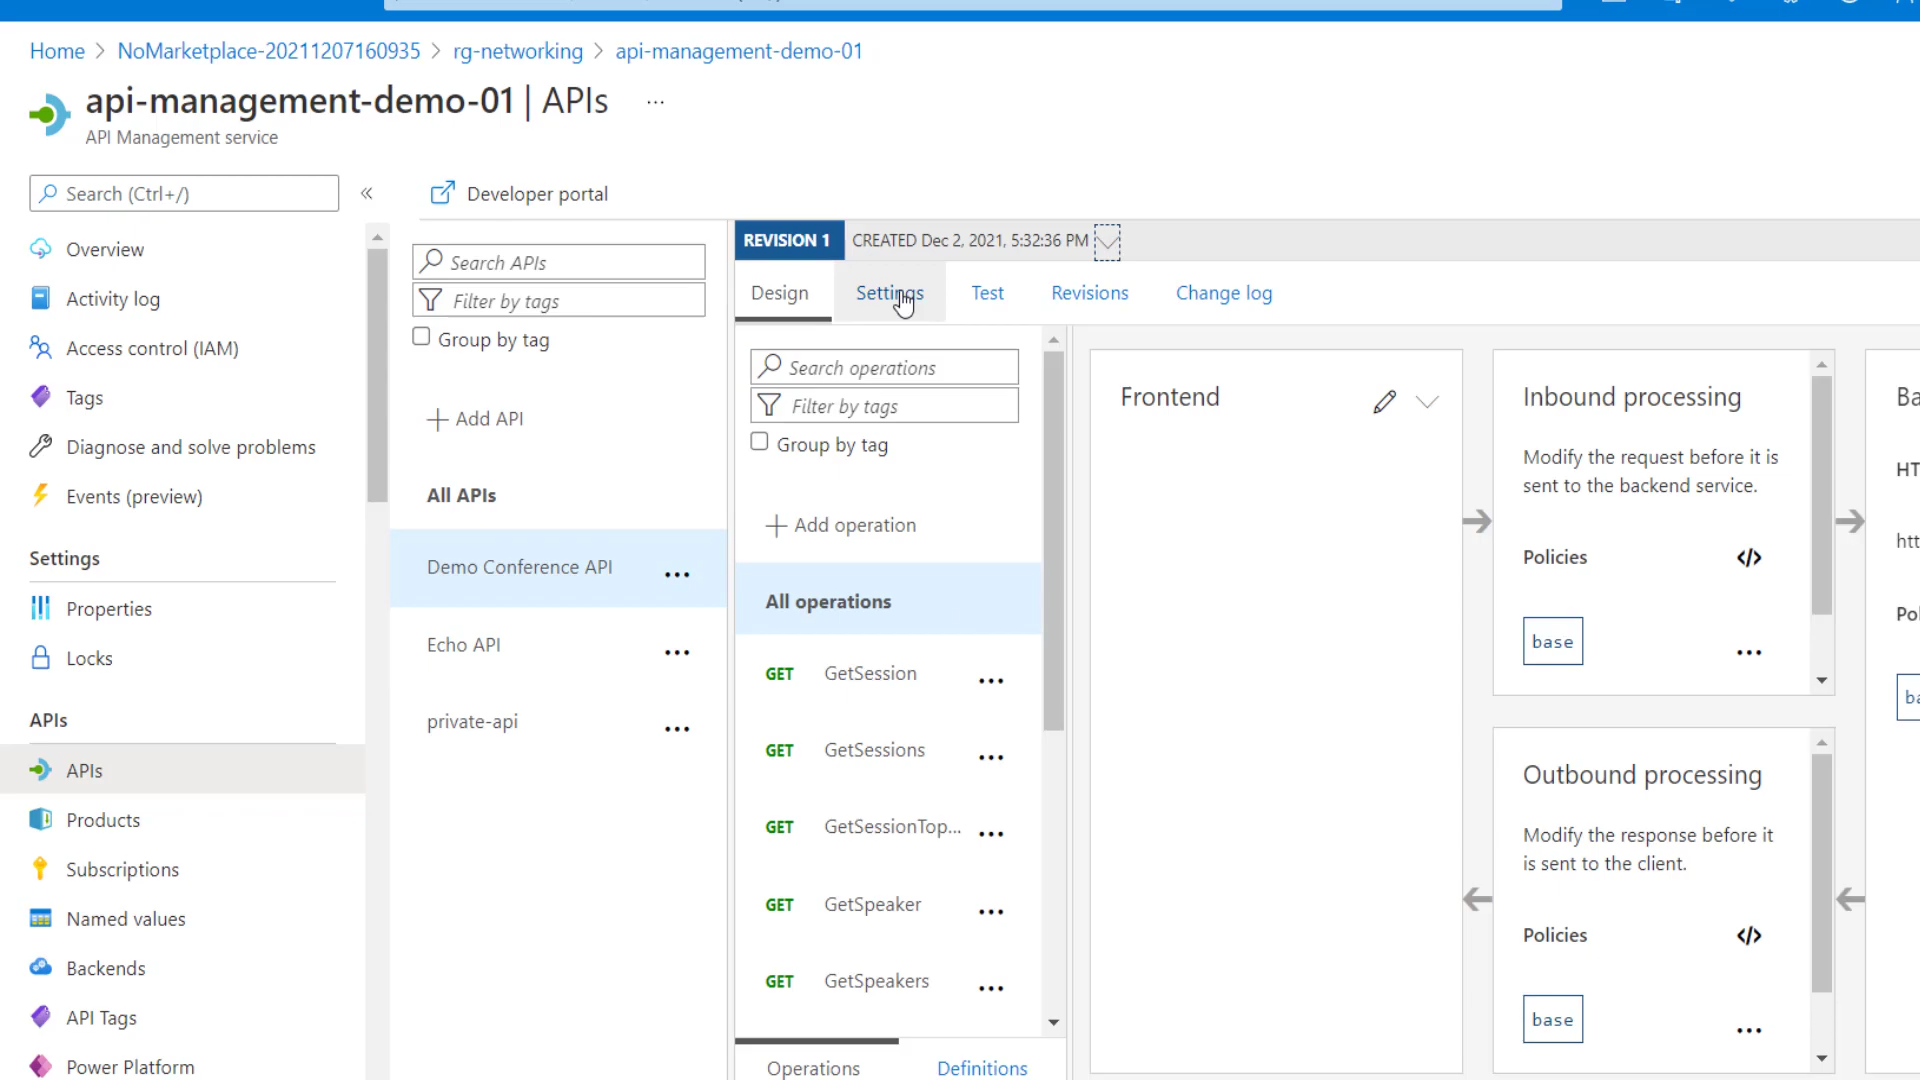 Home > NoMarketplace-20211207160935 > rg-networking > api-management-demo-01
api-management-demo-01 | APIs ...
API Management service
Search (Ctrl+/)
«
Developer portal
Overview
Activity log
Access control (IAM)
Tags
Diagnose and solve problems
Events (preview)
Settings
Properties
Locks
APIs
APIs
Products
Subscriptions
Named values
Backends
API Tags
Power Platform
Search APIs
Filter by tags
Group by tag
+ Add API
All APIs
Demo Conference API ...
Echo API ...
private-api ...
REVISION 1 CREATED Dec 2, 2021, 5:32:36 PM
Design Settings Test Revisions Change log
Search operations
Filter by tags
Group by tag
+ Add operation
All operations
GET GetSession ...
GET GetSessions ...
GET GetSessionTop... ...
GET GetSpeaker ...
GET GetSpeakers ...
Operations Definitions
Frontend
Inbound processing
Modify the request before it is
sent to the backend service.
Policies </>
base ...
Outbound processing
Modify the response before it
is sent to the client.
Policies </>
base ...